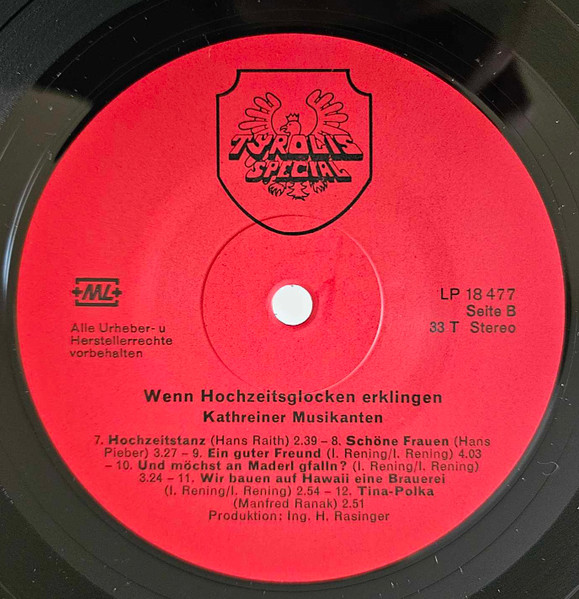 TYROLIS
SPECIAL
+ML+
Alle Urheber- u
Herstellerrechte
vorbehalten
LP 18 477
Seite B
33 T Stereo
Wenn Hochzeitsglocken erklingen
Kathreiner Musikanten
7. Hochzeitstanz (Hans Raith) 2.39 – 8. Schöne Frauen (Hans
Pieber) 3.27 – 9. Ein guter Freund (I. Rening/I. Rening) 4.03
– 10. Und möchst an Maderl gfalln? (I. Rening/I. Rening)
3.24 – 11. Wir bauen auf Hawaii eine Brauerei
(I. Rening/I. Rening) 2.54 – 12. Tina-Polka
(Manfred Ranak) 2.51
Produktion: Ing. H. Rasinger